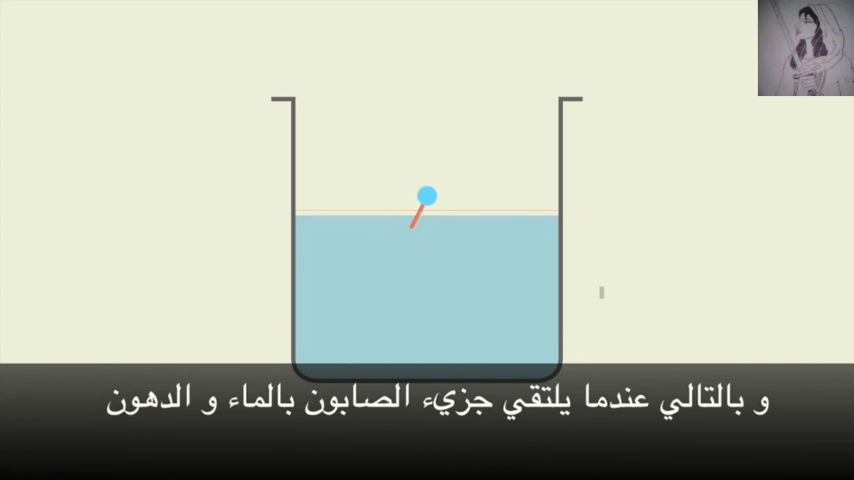 و بالتالي عندما يلتقي جزيء الصابون بالماء و الدهون